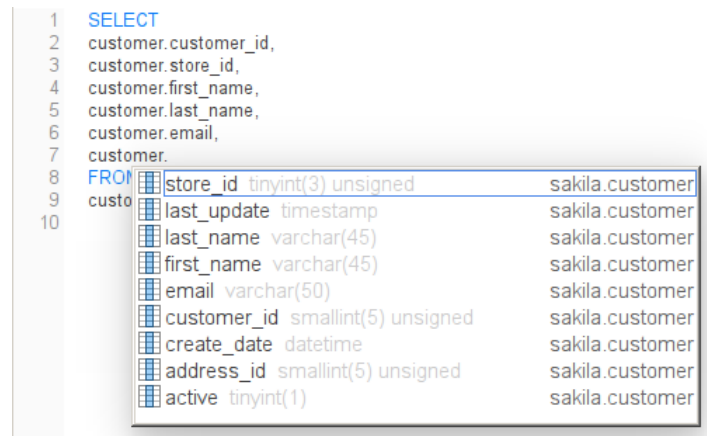 1 SELECT
2 customer.customer_id,
3 customer.store_id,
4 customer.first_name,
5 customer.last_name,
6 customer.email,
7 customer.
8 FROM
9 custo
10
store_id tinyint(3) unsigned sakila.customer
last_update timestamp sakila.customer
last_name varchar(45) sakila.customer
first_name varchar(45) sakila.customer
email varchar(50) sakila.customer
customer_id smallint(5) unsigned sakila.customer
create_date datetime sakila.customer
address_id smallint(5) unsigned sakila.customer
active tinyint(1) sakila.customer